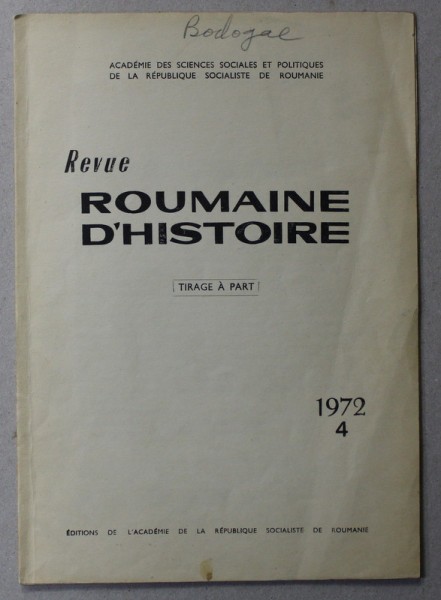 Bodogae
ACADÉMIE DES SCIENCES SOCIALES ET POLITIQUES
DE LA RÉPUBLIQUE SOCIALISTE DE ROUMANIE
Revue
ROUMAINE
D'HISTOIRE
TIRAGE À PART
1972
4
ÉDITIONS DE L'ACADÉMIE DE LA RÉPUBLIQUE SOCIALISTE DE ROUMANIE